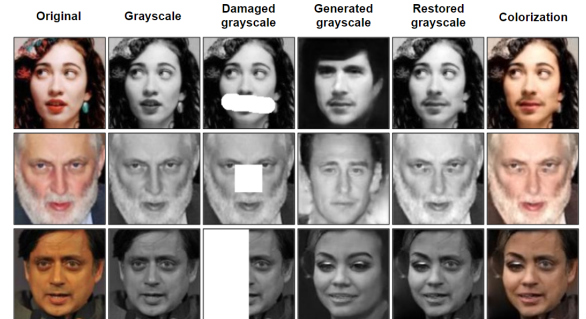 Original
Grayscale
Damaged
grayscale
Generated
grayscale
Restored
grayscale
Colorization